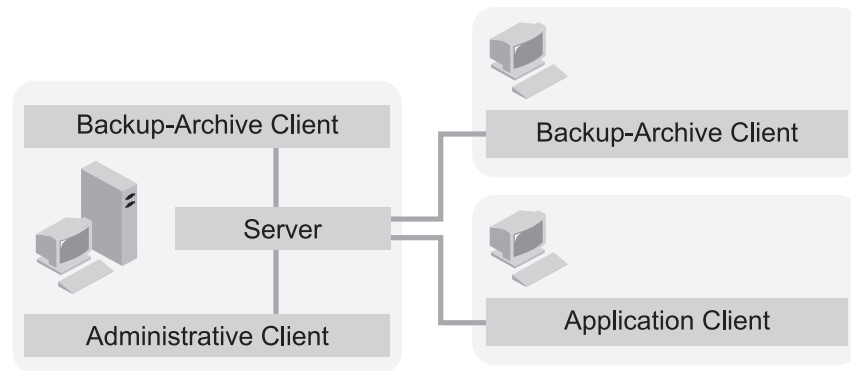 Backup-Archive Client
Server
Administrative Client
Backup-Archive Client
Application Client